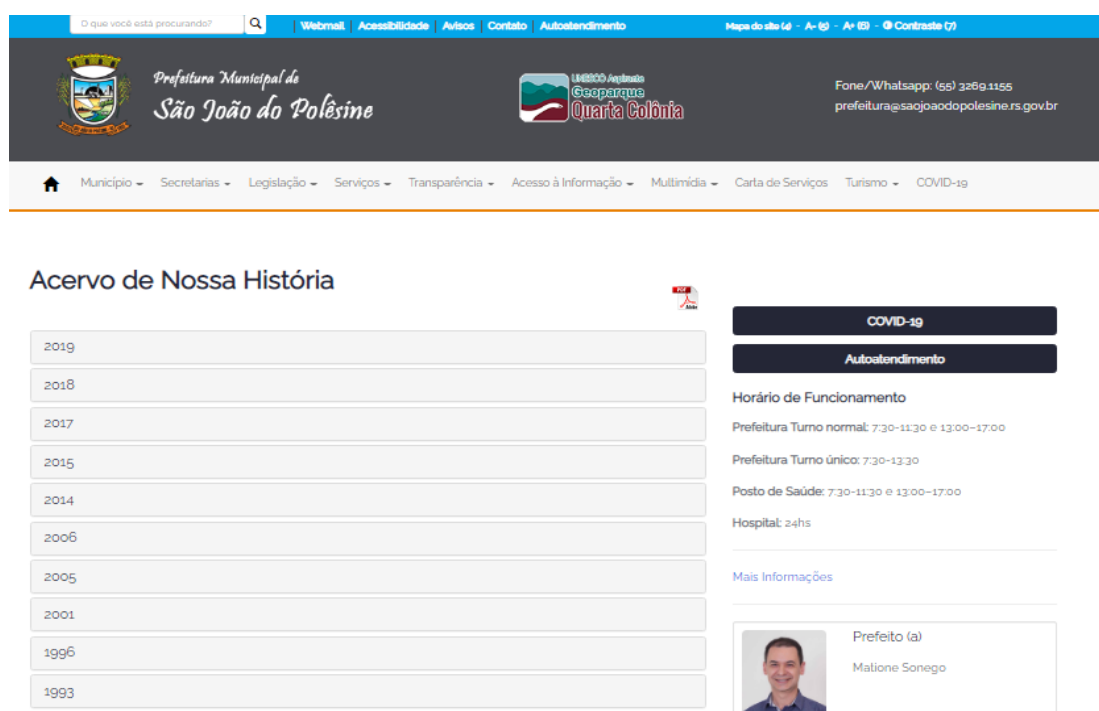 O que você está procurando?
Webmail | Acessibilidade | Avisos | Contato | Autoatendimento
Mapa do site (4) - A- (5) - A+ (6) - Contraste (7)
Prefeitura Municipal de
São João do Polêsine
UNESCO Aspirante
Geoparque
Quarta Colônia
Fone/Whatsapp: (55) 3269.1155
prefeitura@saojoaodopolesine.rs.gov.br
Município
Secretarias
Legislação
Serviços
Transparência
Acesso à Informação
Multimídia
Carta de Serviços
Turismo
COVID-19
Acervo de Nossa História
PDF
Adobe
2019
2018
2017
2015
2014
2006
2005
2001
1996
1993
COVID-19
Autoatendimento
Horário de Funcionamento
Prefeitura Turno normal: 7:30-11:30 e 13:00–17:00
Prefeitura Turno único: 7:30-13:30
Posto de Saúde: 7:30-11:30 e 13:00–17:00
Hospital: 24hs
Mais Informações
Prefeito (a)
Matione Sonego